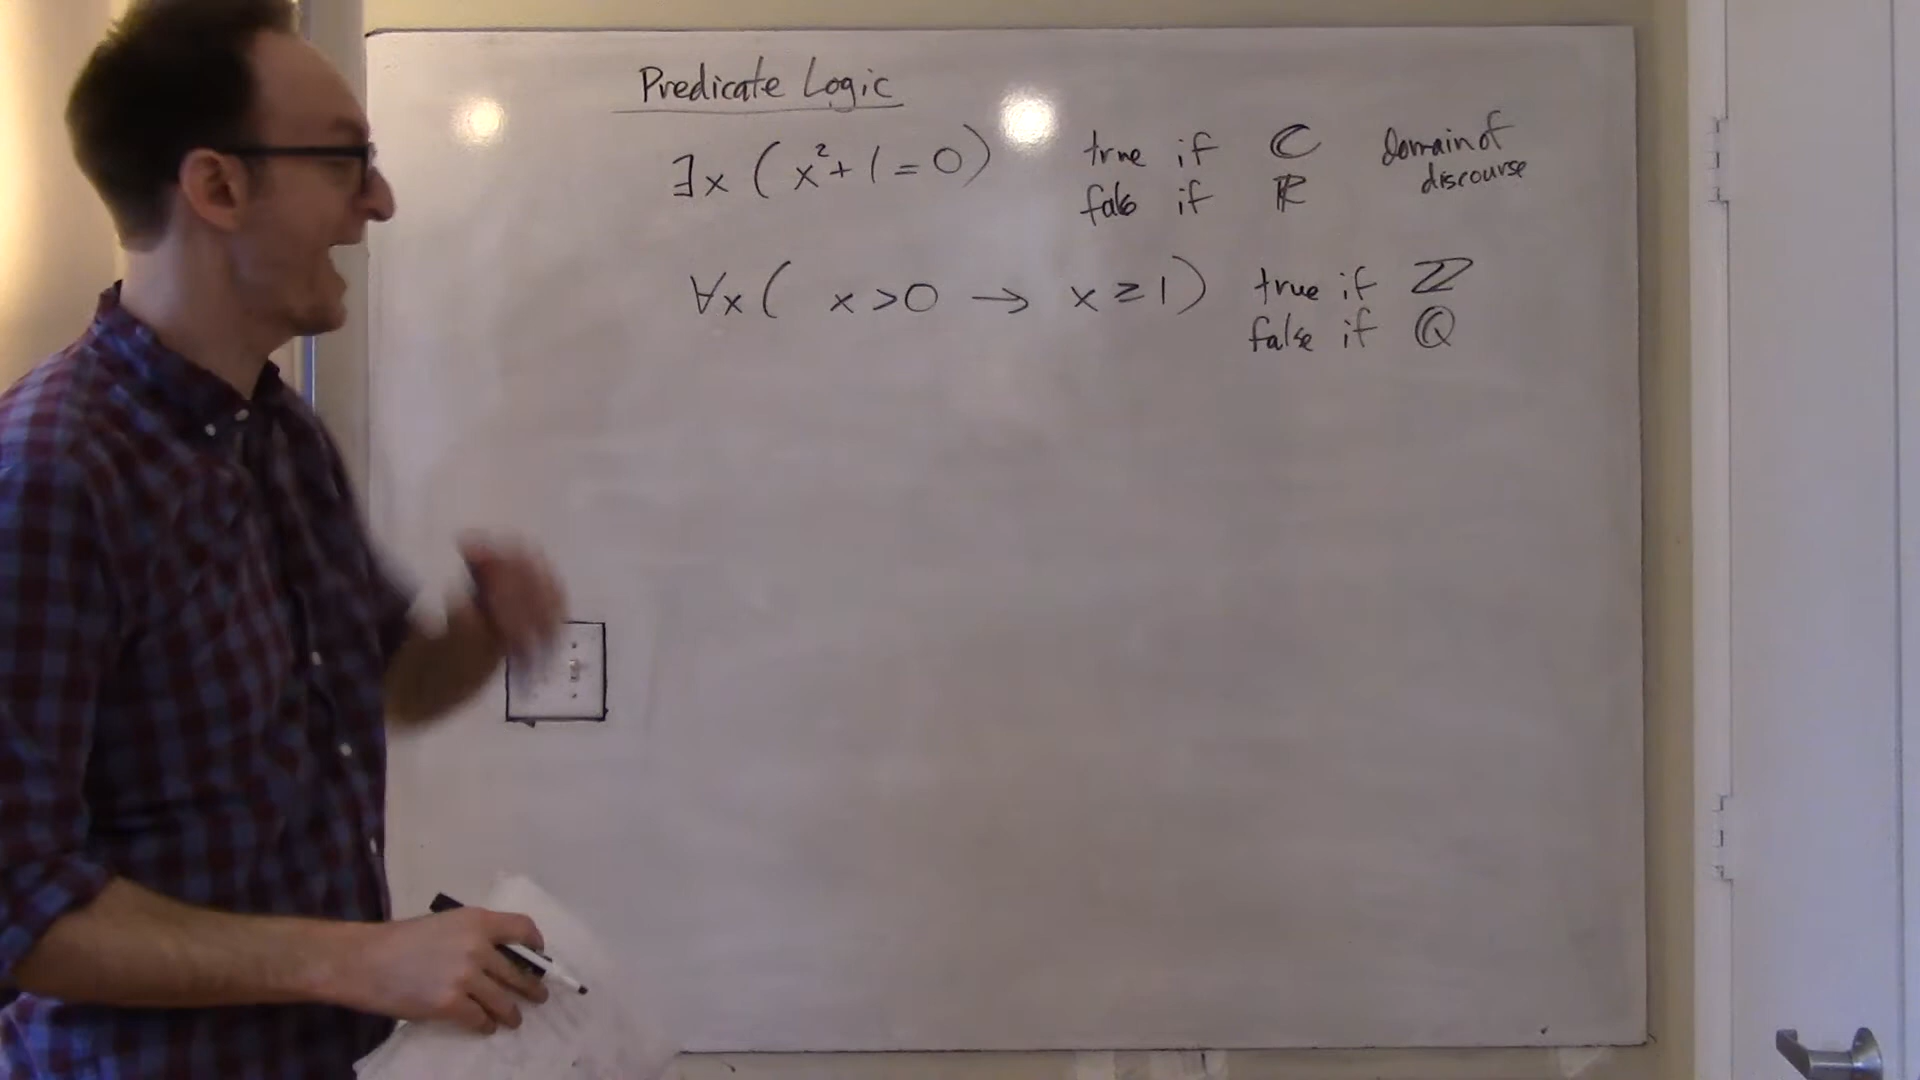 Predicate Logic
∃x (x²+1=0) true if ℂ Domain of
false if ℝ discourse
∀x ( x>0 → x≥1) true if ℤ
false if ℚ